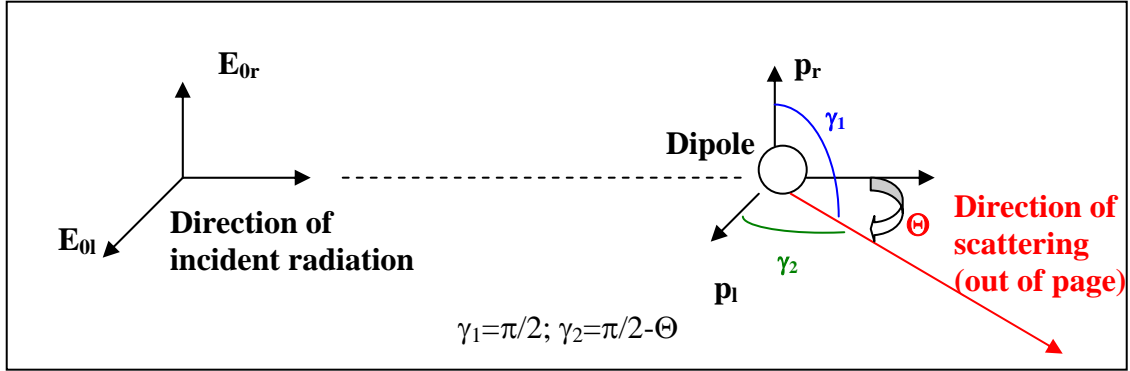 E₀ᵣ
E₀ₗ
Direction of
incident radiation
Dipole
pᵣ
γ₁
γ₂
pₗ
Θ
Direction of
scattering
(out of page)
γ₁=π/2; γ₂=π/2-Θ